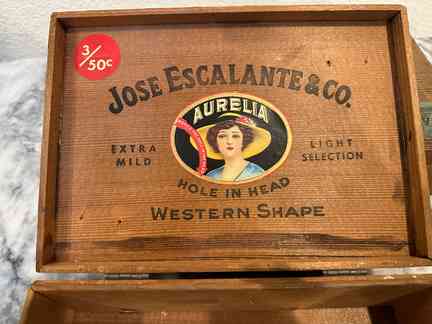 3/50¢
JOSE ESCALANTE & CO.
AURELIA
EXTRA MILD
LIGHT SELECTION
HOLE IN HEAD
WESTERN SHAPE